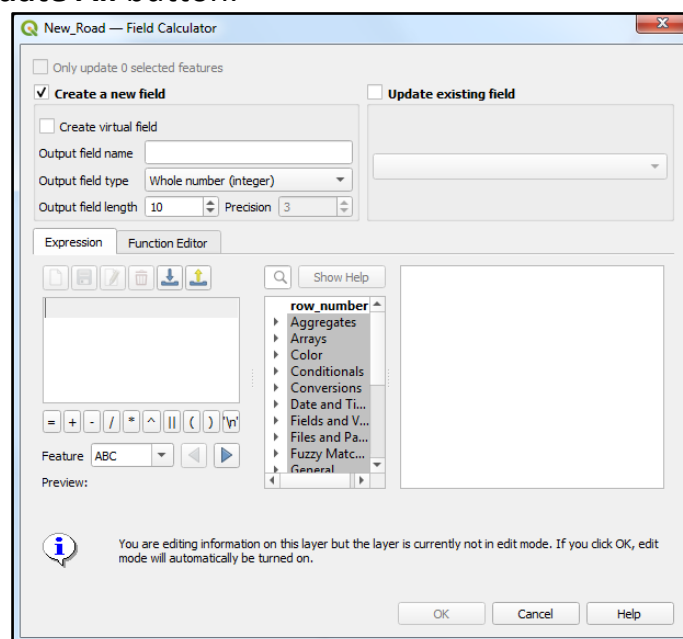 New_Road — Field Calculator
Only update 0 selected features
Create a new field
Update existing field
Create virtual field
Output field name
Output field type Whole number (integer)
Output field length 10 Precision 3
Expression Function Editor
Show Help
row_number
Aggregates
Arrays
Color
Conditionals
Conversions
Date and Ti...
Fields and V...
Files and Pa...
Fuzzy Matc...
General
= + - / * ^ || ( ) '\n'
Feature ABC
Preview:
You are editing information on this layer but the layer is currently not in edit mode. If you click OK, edit
mode will automatically be turned on.
OK Cancel Help